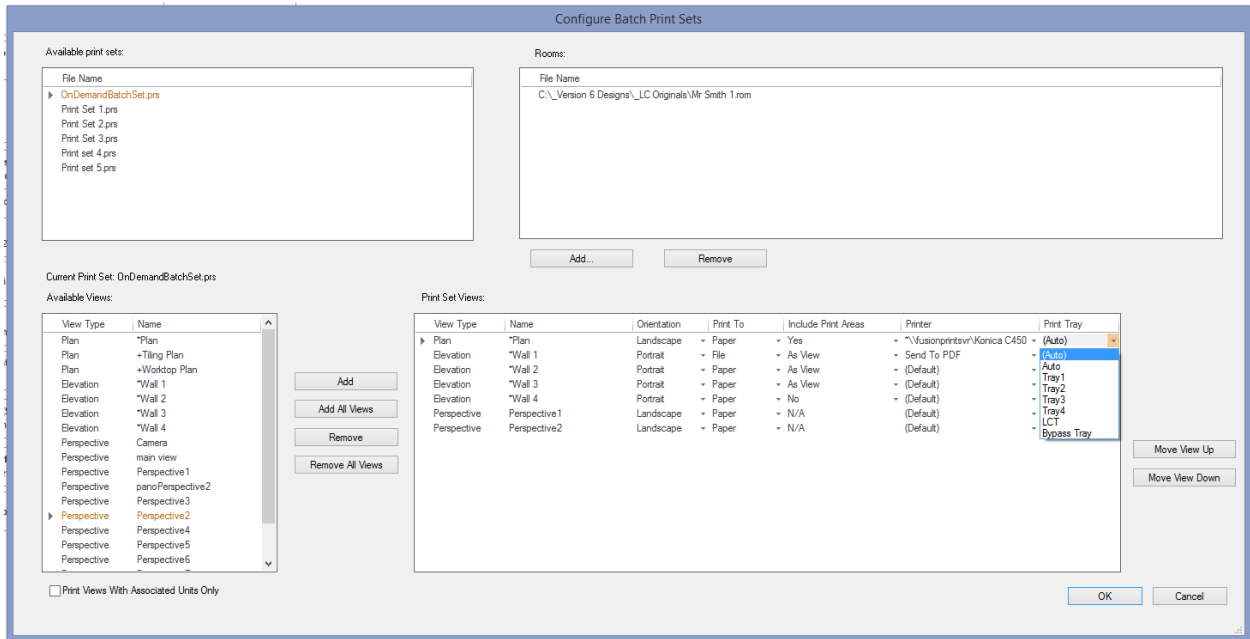 Configure Batch Print Sets
Available print sets:
Rooms:
File Name
OnDemandBatchSet.prs
Print Set 1.prs
Print Set 2.prs
Print Set 3.prs
Print set 4.prs
Print set 5.prs
File Name
C:\_Version 6 Designs\_LC Originals\Mr Smith 1.rom
Add...
Remove
Current Print Set: OnDemandBatchSet.prs
Available Views:
View Type Name
Plan *Plan
Plan +Tiling Plan
Plan +Worktop Plan
Elevation *Wall 1
Elevation *Wall 2
Elevation *Wall 3
Elevation *Wall 4
Perspective Camera
Perspective main view
Perspective Perspective1
Perspective panoPerspective2
Perspective Perspective3
Perspective Perspective2
Perspective Perspective4
Perspective Perspective5
Perspective Perspective6
Add
Add All Views
Remove
Remove All Views
Print Set Views:
View Type Name Orientation Print To Include Print Areas Printer Print Tray
Plan *Plan Landscape Paper Yes *\\fusionprintsvr\Konica C450 (Auto)
Elevation *Wall 1 Portrait File As View Send To PDF
Elevation *Wall 2 Portrait Paper As View (Default)
Elevation *Wall 3 Portrait Paper As View (Default)
Elevation *Wall 4 Portrait Paper No (Default)
Perspective Perspective1 Landscape Paper N/A (Default)
Perspective Perspective2 Landscape Paper N/A (Default)
(Auto)
Auto
Tray1
Tray2
Tray3
Tray4
LCT
Bypass Tray
Move View Up
Move View Down
Print Views With Associated Units Only
OK
Cancel